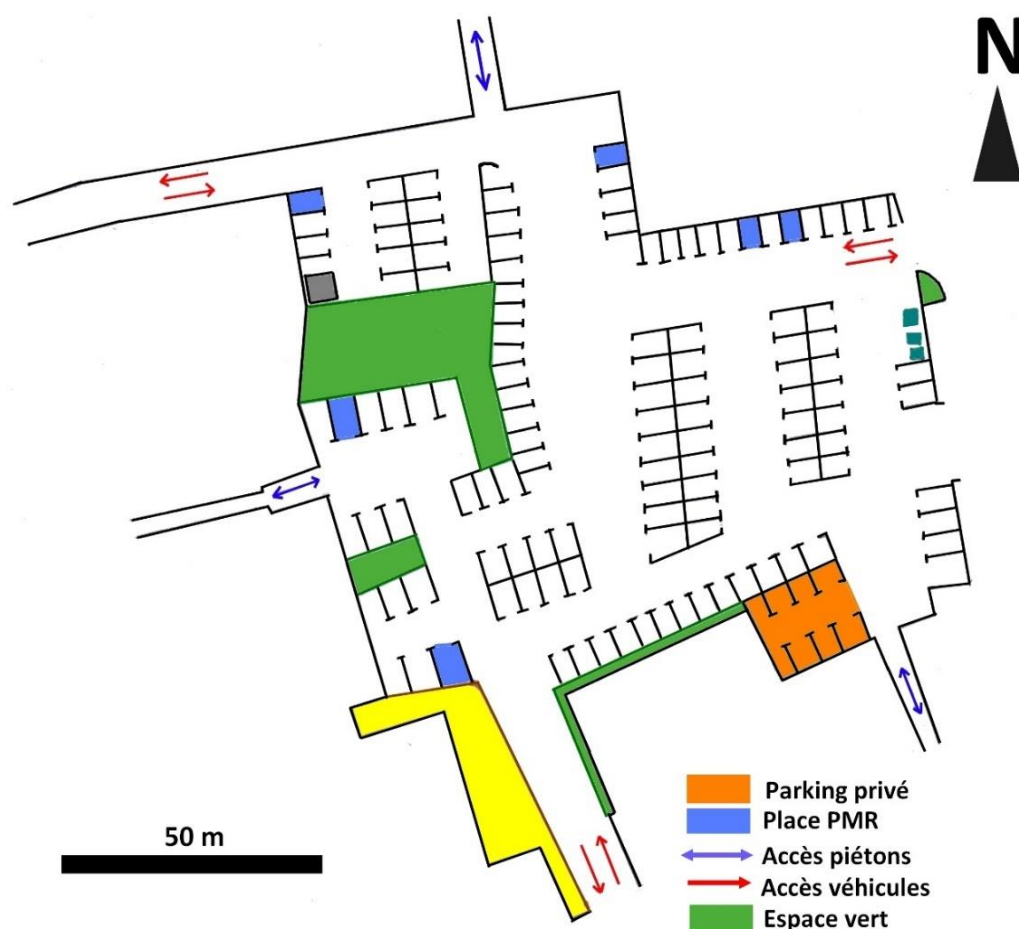 N
50 m
Parking privé
Place PMR
Accès piétons
Accès véhicules
Espace vert